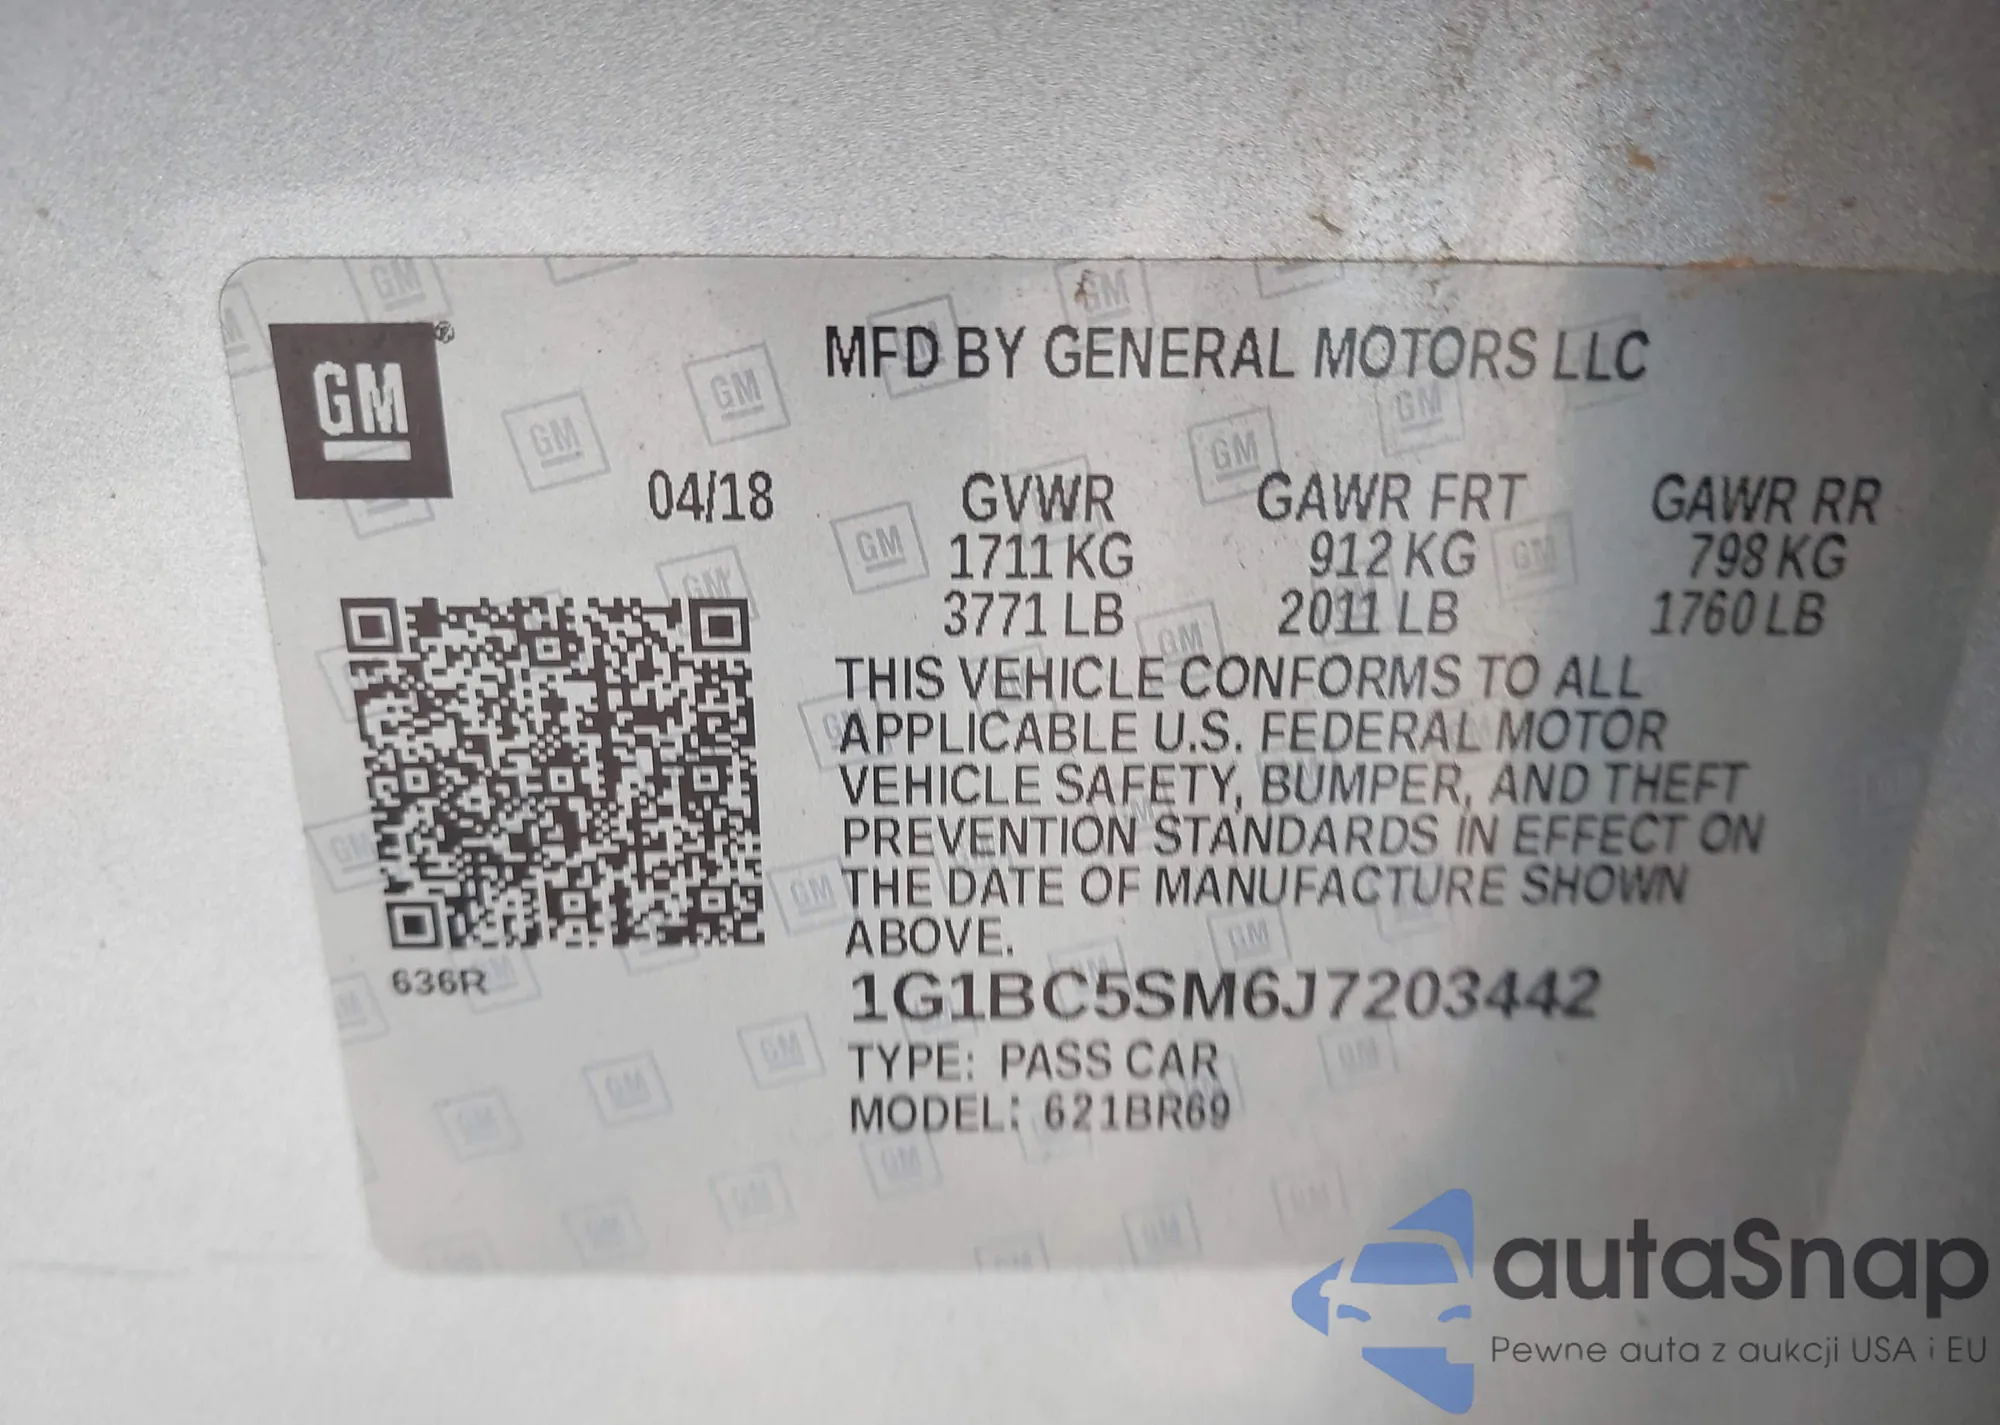 GM®
MFD BY GENERAL MOTORS LLC
04/18 GVWR GAWR FRT GAWR RR
1711 KG 912 KG 798 KG
3771 LB 2011 LB 1760 LB
THIS VEHICLE CONFORMS TO ALL
APPLICABLE U.S. FEDERAL MOTOR
VEHICLE SAFETY, BUMPER, AND THEFT
PREVENTION STANDARDS IN EFFECT ON
THE DATE OF MANUFACTURE SHOWN
ABOVE.
636R
1G1BC5SM6J7203442
TYPE: PASS CAR
MODEL: 621BR69
autaSnap
Pewne auta z aukcji USA i EU